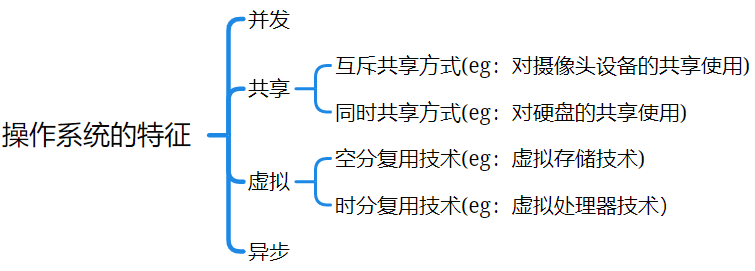 操作系统的特征
并发
共享
互斥共享方式(eg：对摄像头设备的共享使用)
同时共享方式(eg：对硬盘的共享使用)
虚拟
空分复用技术(eg：虚拟存储技术)
时分复用技术(eg：虚拟处理器技术）
异步